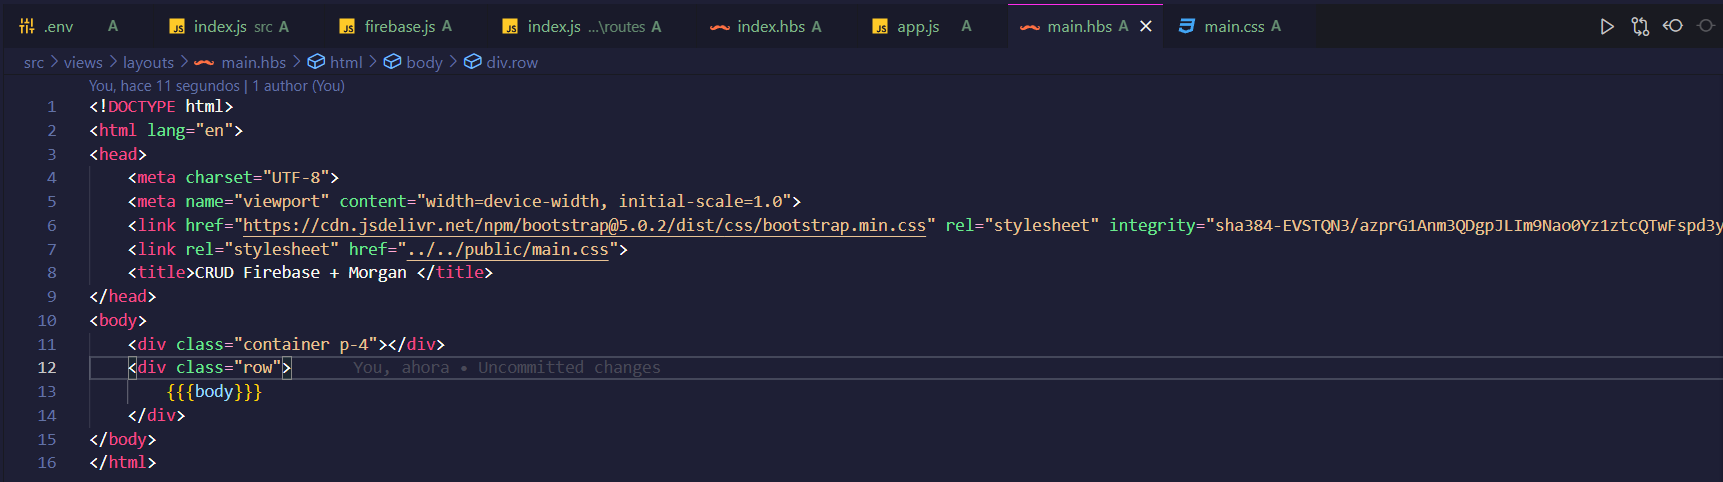 .env A index.js src A firebase.js A index.js ...\routes A index.hbs A app.js A main.hbs A main.css A
src > views > layouts > main.hbs > html > body > div.row
You, hace 11 segundos | 1 author (You)
1 <!DOCTYPE html>
2 <html lang="en">
3 <head>
4 <meta charset="UTF-8">
5 <meta name="viewport" content="width=device-width, initial-scale=1.0">
6 <link href="https://cdn.jsdelivr.net/npm/bootstrap@5.0.2/dist/css/bootstrap.min.css" rel="stylesheet" integrity="sha384-EVSTQN3/azprG1Anm3QDgpJLIm9Nao0Yz1ztcQTwFspd3y
7 <link rel="stylesheet" href="../../public/main.css">
8 <title>CRUD Firebase + Morgan </title>
9 </head>
10 <body>
11 <div class="container p-4"></div>
12 <div class="row"> You, ahora • Uncommitted changes
13 {{{body}}}
14 </div>
15 </body>
16 </html>